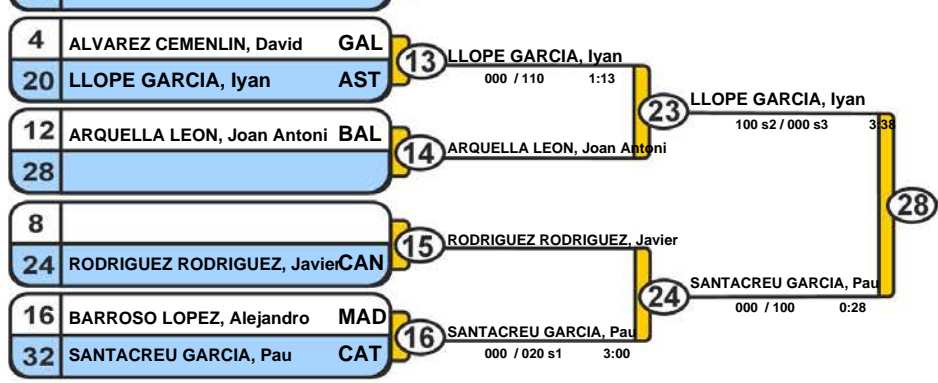 4 ALVAREZ CEMENLIN, David GAL
20 LLOPE GARCIA, Iyan AST
13 LLOPE GARCIA, Iyan
000 / 110 1:13
12 ARQUELLA LEON, Joan Antoni BAL
28
14 ARQUELLA LEON, Joan Antoni
23 LLOPE GARCIA, Iyan
100 s2 / 000 s3 3:38
8
24 RODRIGUEZ RODRIGUEZ, Javier CAN
15 RODRIGUEZ RODRIGUEZ, Javier
16 BARROSO LOPEZ, Alejandro MAD
32 SANTACREU GARCIA, Pau CAT
16 SANTACREU GARCIA, Pau
000 / 020 s1 3:00
24 SANTACREU GARCIA, Pau
000 / 100 0:28
28